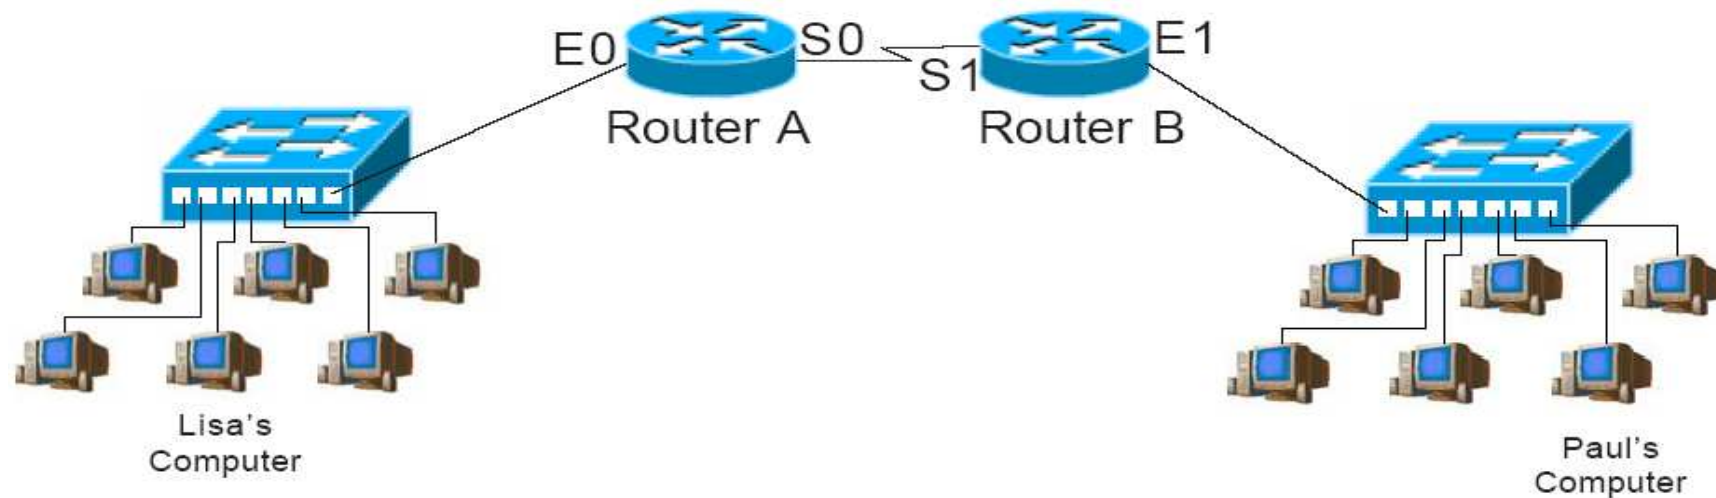 E0
S0
S1
E1
Router A
Router B
Lisa's
Computer
Paul's
Computer